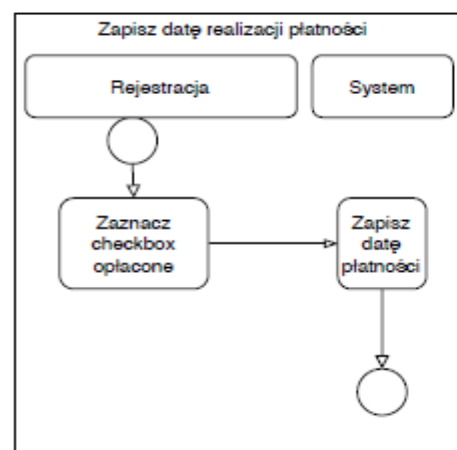 Zapisz datę realizacji płatności
Rejestracja
System
Zaznacz
checkbox
opłacone
Zapisz
datę
płatności